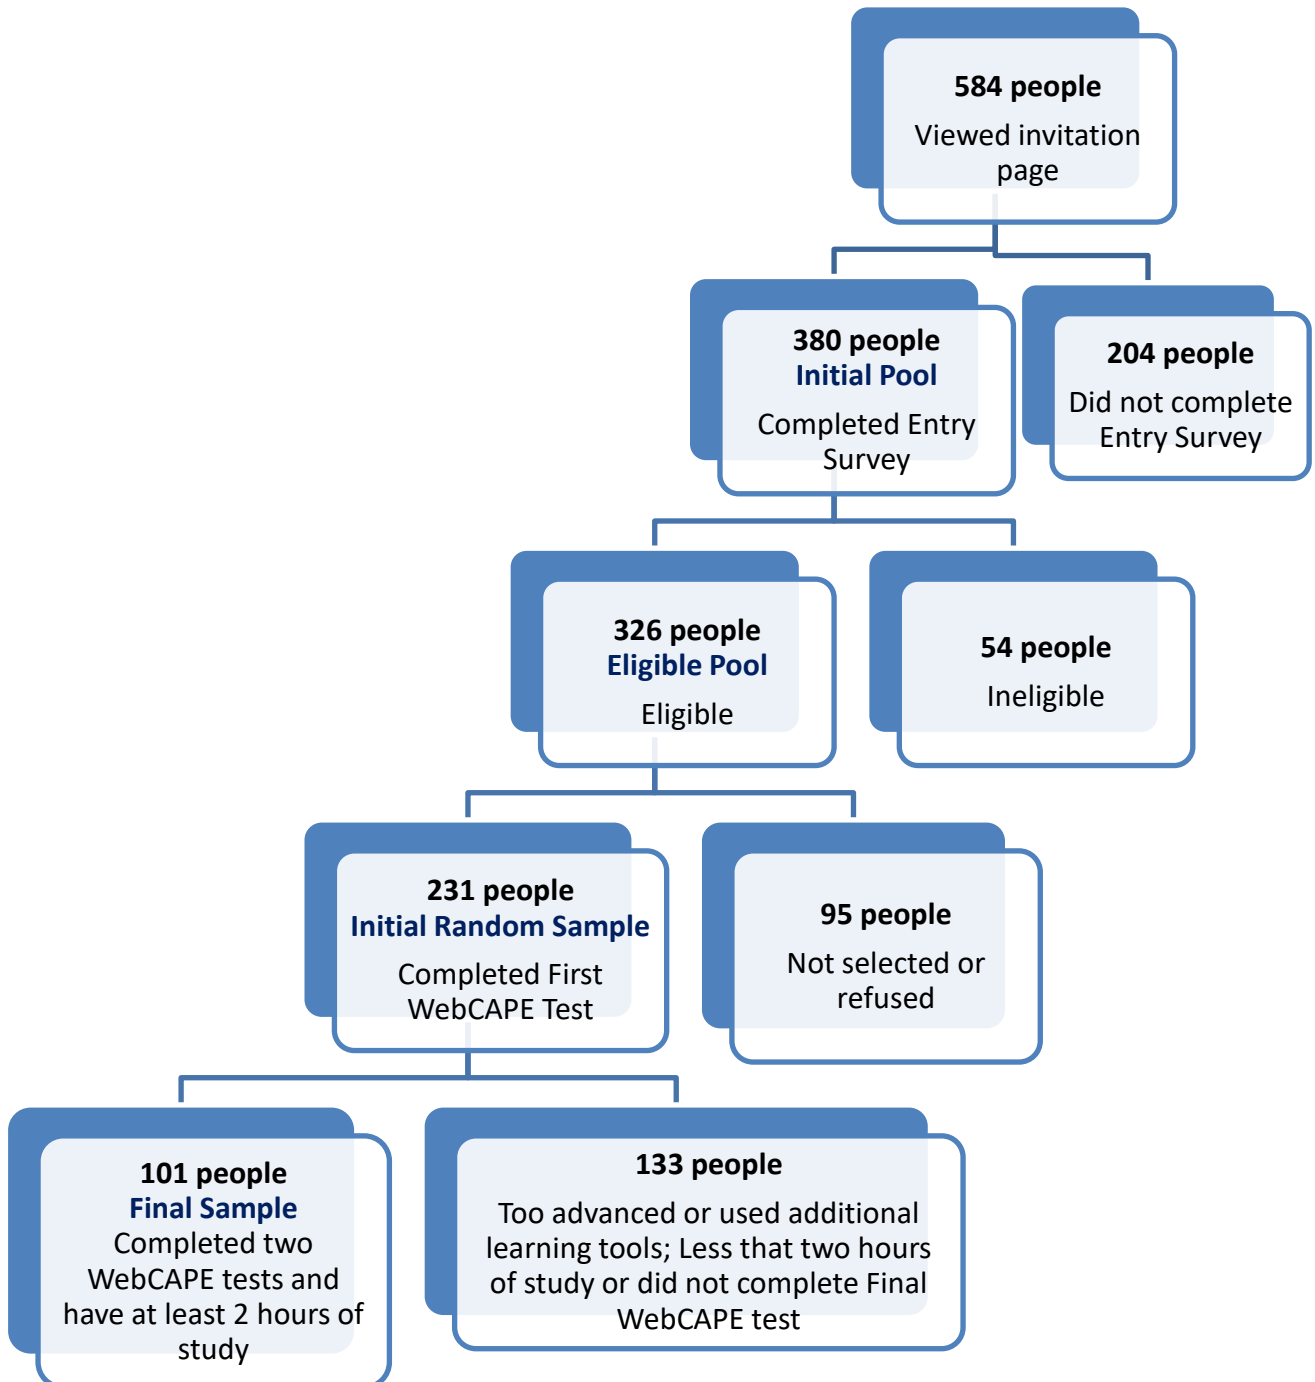 584 people
Viewed invitation
page
380 people
Initial Pool
Completed Entry
Survey
204 people
Did not complete
Entry Survey
326 people
Eligible Pool
Eligible
54 people
Ineligible
231 people
Initial Random Sample
Completed First
WebCAPE Test
95 people
Not selected or
refused
101 people
Final Sample
Completed two
WebCAPE tests and
have at least 2 hours of
study
133 people
Too advanced or used additional
learning tools; Less that two hours
of study or did not complete Final
WebCAPE test